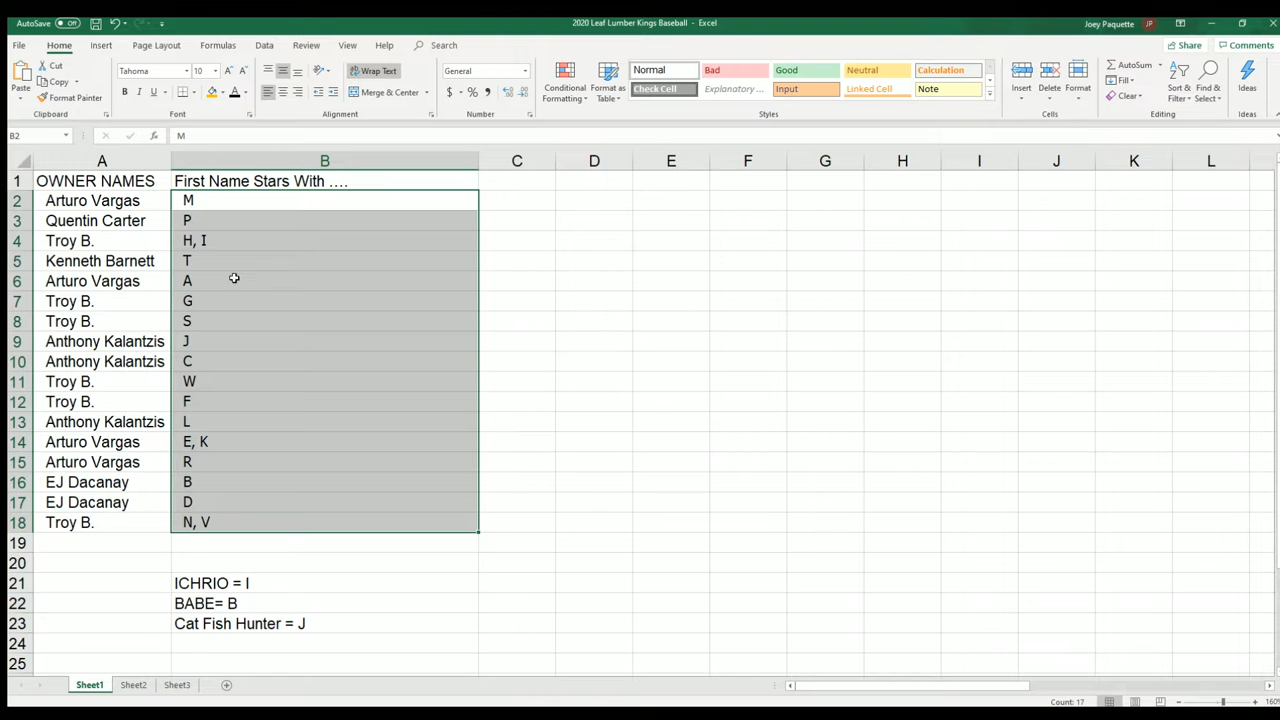 AutoSave Off
2020 Leaf Lumber Kings Baseball - Excel
Joey Paquette JP
File Home Insert Page Layout Formulas Data Review View Help Search
Share Comments
Paste
Cut
Copy
Format Painter
Clipboard
Tahoma 10
B I U
Font
Wrap Text
Merge & Center
Alignment
General
$ % ,
Number
Conditional Formatting
Format as Table
Normal Bad Good Neutral Calculation
Check Cell Explanatory ... Input Linked Cell Note
Styles
Insert Delete Format
Cells
AutoSum
Fill
Clear
Sort & Filter
Find & Select
Editing
Ideas
Ideas
B2 fx M
A B C D E F G H I J K L
1 OWNER NAMES First Name Stars With ....
2 Arturo Vargas M
3 Quentin Carter P
4 Troy B. H, I
5 Kenneth Barnett T
6 Arturo Vargas A
7 Troy B. G
8 Troy B. S
9 Anthony Kalantzis J
10 Anthony Kalantzis C
11 Troy B. W
12 Troy B. F
13 Anthony Kalantzis L
14 Arturo Vargas E, K
15 Arturo Vargas R
16 EJ Dacanay B
17 EJ Dacanay D
18 Troy B. N, V
19
20
21 ICHRIO = I
22 BABE= B
23 Cat Fish Hunter = J
24
25
Sheet1 Sheet2 Sheet3
Count: 17
160%